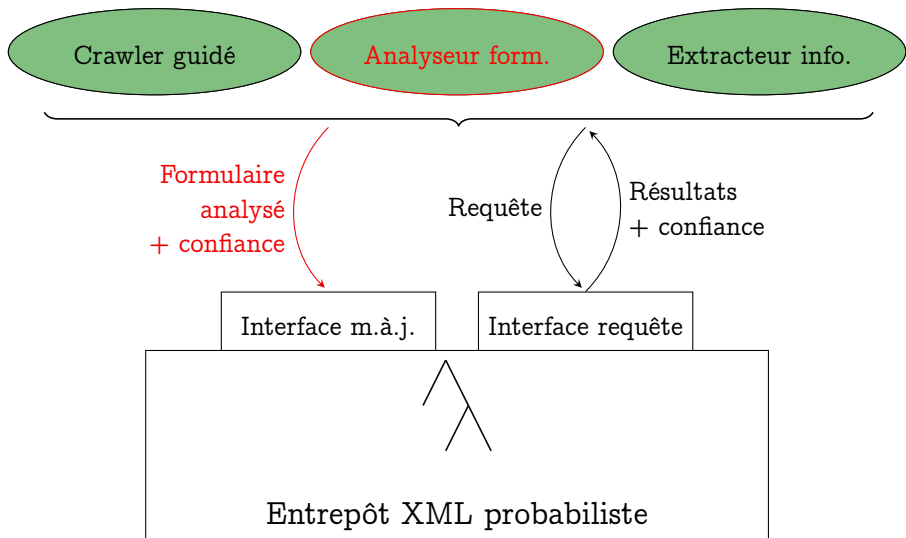 Crawler guidé
Analyseur form.
Extracteur info.
Formulaire
analysé
+ confiance
Requête
Résultats
+ confiance
Interface m.à.j.
Interface requête
Entrepôt XML probabiliste